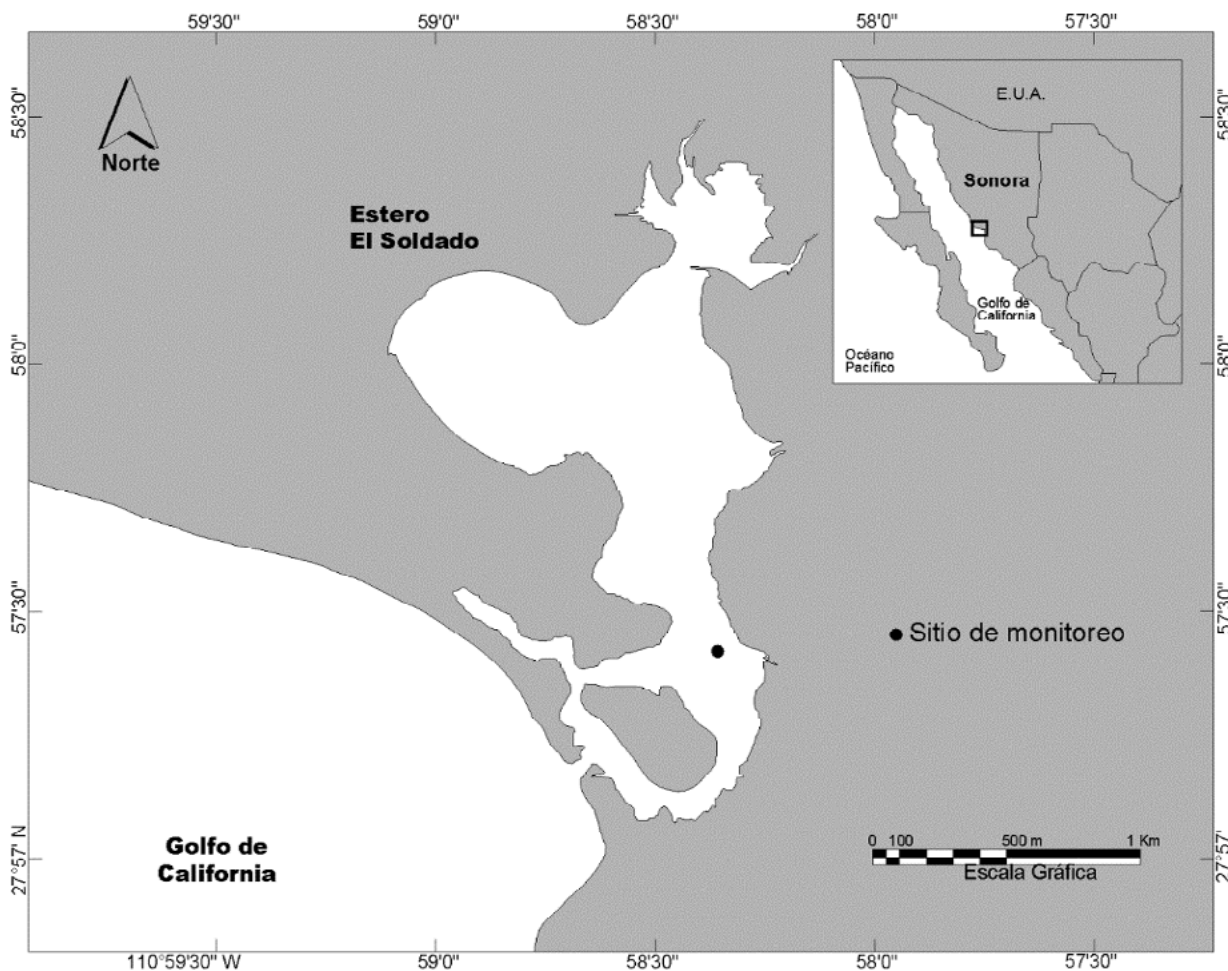 59'30"
59'0"
58'30"
58'0"
57'30"
58'30"
58'30"
Norte
E.U.A.
Sonora
Golfo de
California
Océano
Pacífico
Estero
El Soldado
58'0"
58'0"
57'30"
57'30"
Sitio de monitoreo
Golfo de
California
0 100 500 m 1 Km
Escala Gráfica
27°57' N
27°57'
110°59'30" W
59'0"
58'30"
58'0"
57'30"